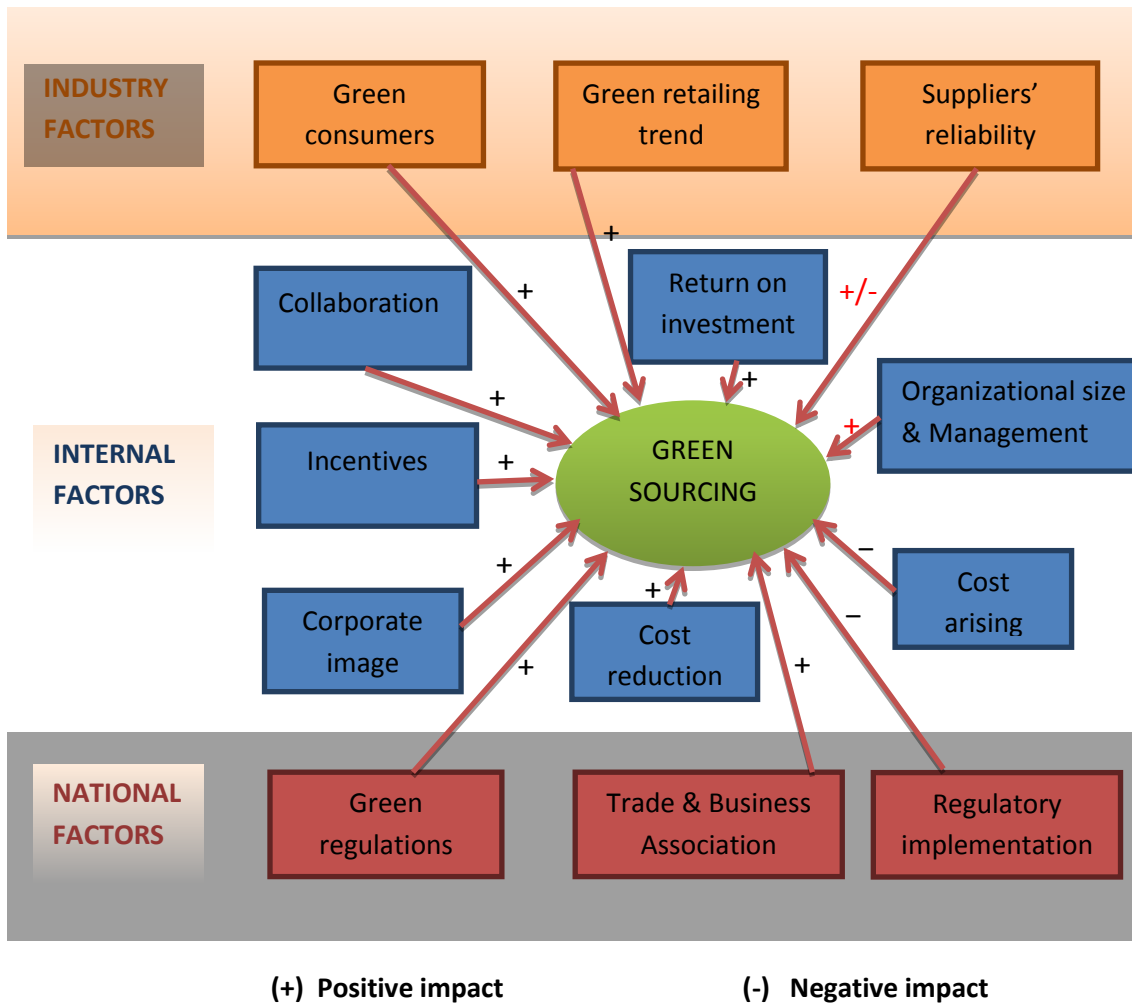 INDUSTRY
FACTORS
Green
consumers
Green retailing
trend
Suppliers’
reliability
+
+
+/-
Collaboration
Return on
investment
+
+
Organizational size
& Management
+
INTERNAL
FACTORS
Incentives
+
GREEN
SOURCING
Corporate
image
+
Cost
reduction
+
Cost
arising
–
+
+
–
NATIONAL
FACTORS
Green
regulations
Trade & Business
Association
Regulatory
implementation
(+) Positive impact
(-) Negative impact